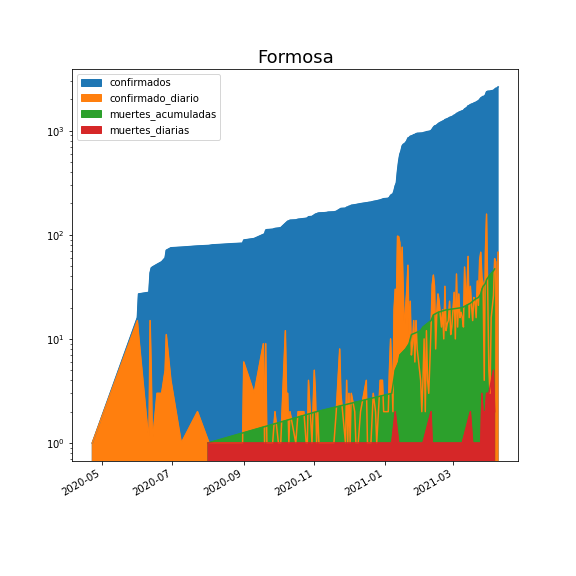 Formosa
confirmados
confirmado_diario
muertes_acumuladas
muertes_diarias
10³
10²
10¹
10⁰
2020-05
2020-07
2020-09
2020-11
2021-01
2021-03